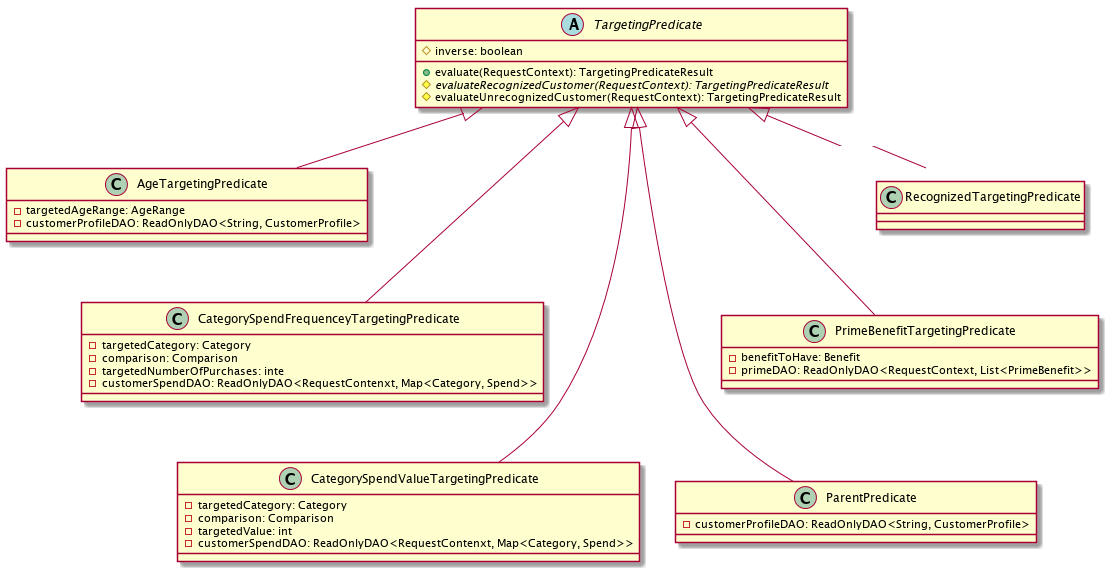 A TargetingPredicate
inverse: boolean
evaluate(RequestContext): TargetingPredicateResult
evaluateRecognizedCustomer(RequestContext): TargetingPredicateResult
evaluateUnrecognizedCustomer(RequestContext): TargetingPredicateResult
C AgeTargetingPredicate
targetedAgeRange: AgeRange
customerProfileDAO: ReadOnlyDAO<String, CustomerProfile>
C RecognizedTargetingPredicate
C CategorySpendFrequenceyTargetingPredicate
targetedCategory: Category
comparison: Comparison
targetedNumberOfPurchases: inte
customerSpendDAO: ReadOnlyDAO<RequestContenxt, Map<Category, Spend>>
C PrimeBenefitTargetingPredicate
benefitToHave: Benefit
primeDAO: ReadOnlyDAO<RequestContext, List<PrimeBenefit>>
C CategorySpendValueTargetingPredicate
targetedCategory: Category
comparison: Comparison
targetedValue: int
customerSpendDAO: ReadOnlyDAO<RequestContenxt, Map<Category, Spend>>
C ParentPredicate
customerProfileDAO: ReadOnlyDAO<String, CustomerProfile>